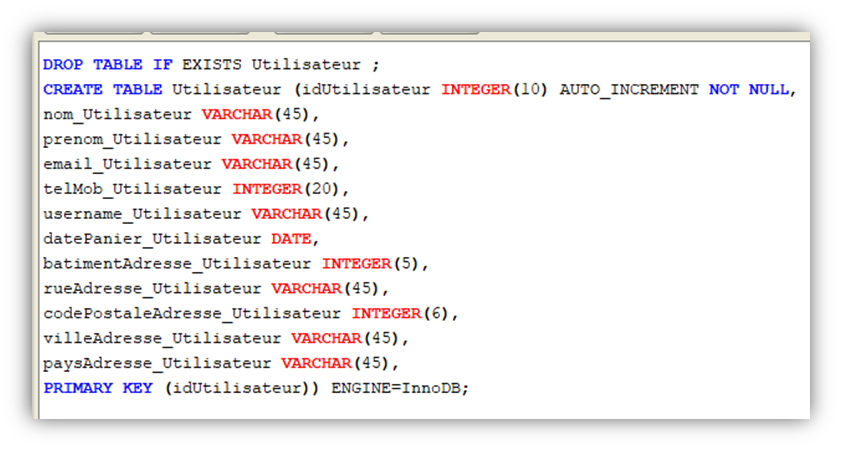 DROP TABLE IF EXISTS Utilisateur ;
CREATE TABLE Utilisateur (idUtilisateur INTEGER(10) AUTO_INCREMENT NOT NULL,
nom_Utilisateur VARCHAR(45),
prenom_Utilisateur VARCHAR(45),
email_Utilisateur VARCHAR(45),
telMob_Utilisateur INTEGER(20),
username_Utilisateur VARCHAR(45),
datePanier_Utilisateur DATE,
batimentAdresse_Utilisateur INTEGER(5),
rueAdresse_Utilisateur VARCHAR(45),
codePostaleAdresse_Utilisateur INTEGER(6),
villeAdresse_Utilisateur VARCHAR(45),
paysAdresse_Utilisateur VARCHAR(45),
PRIMARY KEY (idUtilisateur)) ENGINE=InnoDB;